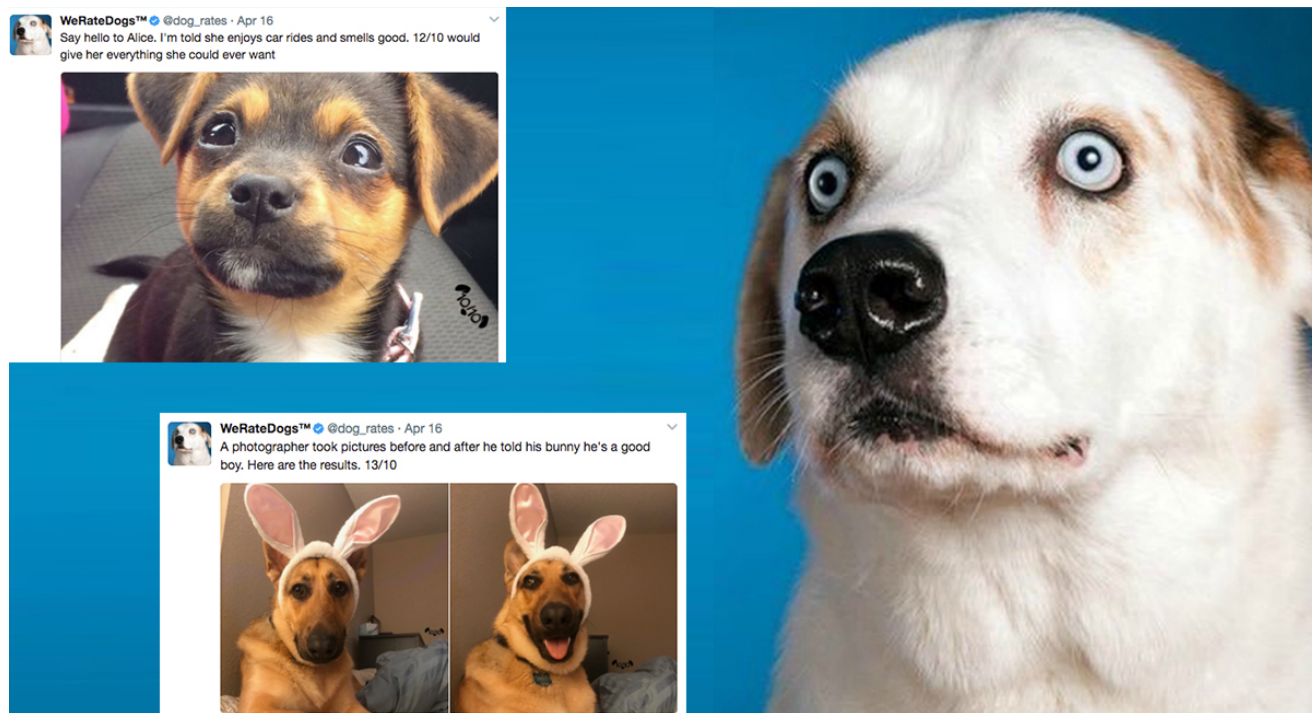 WeRateDogs™ @dog_rates · Apr 16
Say hello to Alice. I'm told she enjoys car rides and smells good. 12/10 would
give her everything she could ever want
10/10
WeRateDogs™ @dog_rates · Apr 16
A photographer took pictures before and after he told his bunny he's a good
boy. Here are the results. 13/10